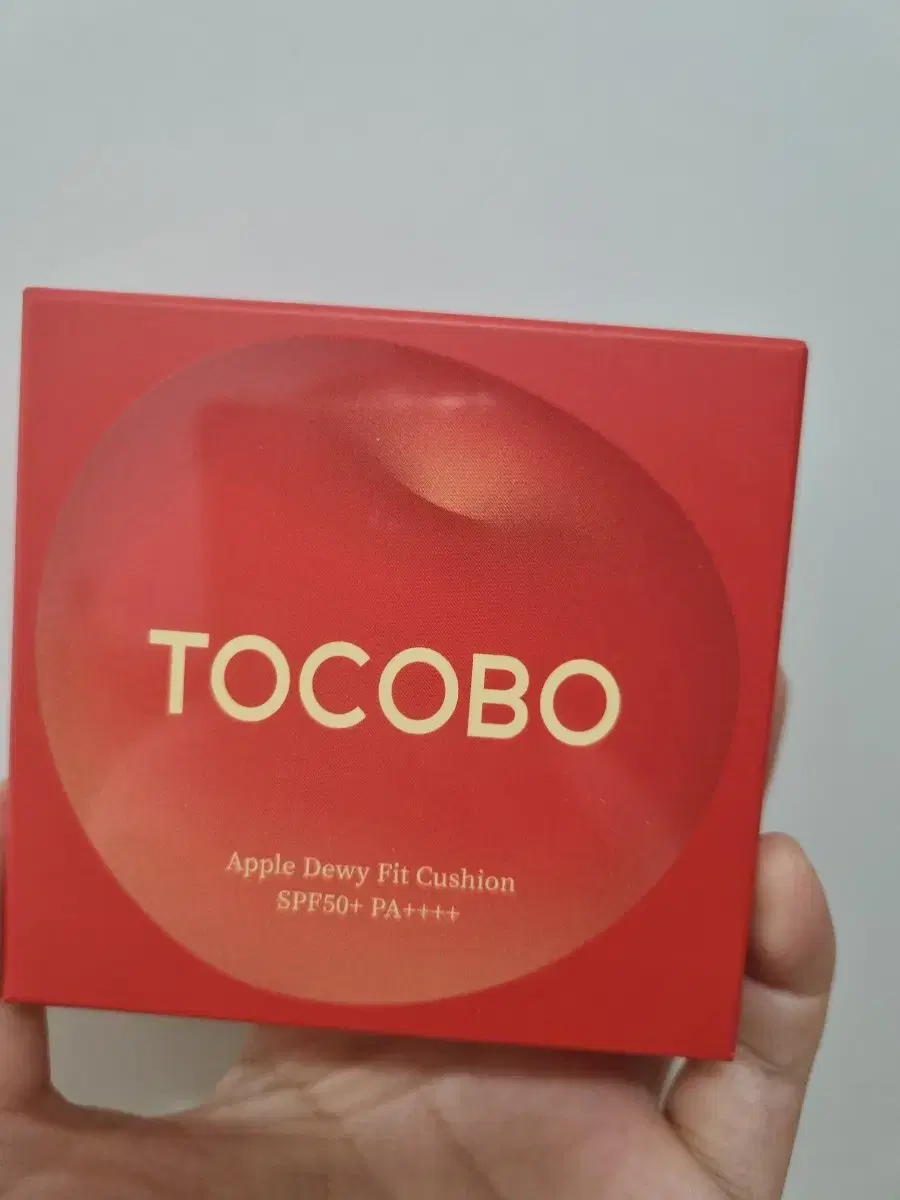 TOCOBO
Apple Dewy Fit Cushion
SPF50+ PA++++